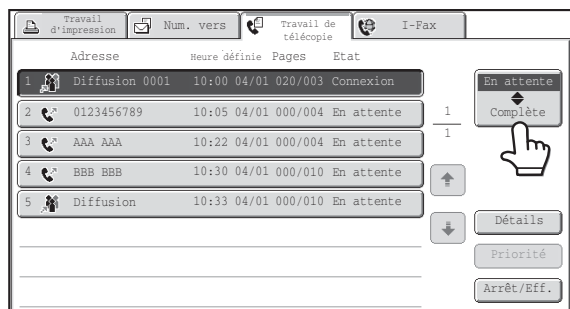 Travail d'impression
Num. vers
Travail de télécopie
I-Fax
Adresse Heure définie Pages Etat
1 Diffusion 0001 10:00 04/01 020/003 Connexion
2 0123456789 10:05 04/01 000/004 En attente
3 AAA AAA 10:22 04/01 000/004 En attente
4 BBB BBB 10:30 04/01 000/010 En attente
5 Diffusion 10:33 04/01 000/010 En attente
1
1
En attente
Complète
Détails
Priorité
Arrêt/Eff.